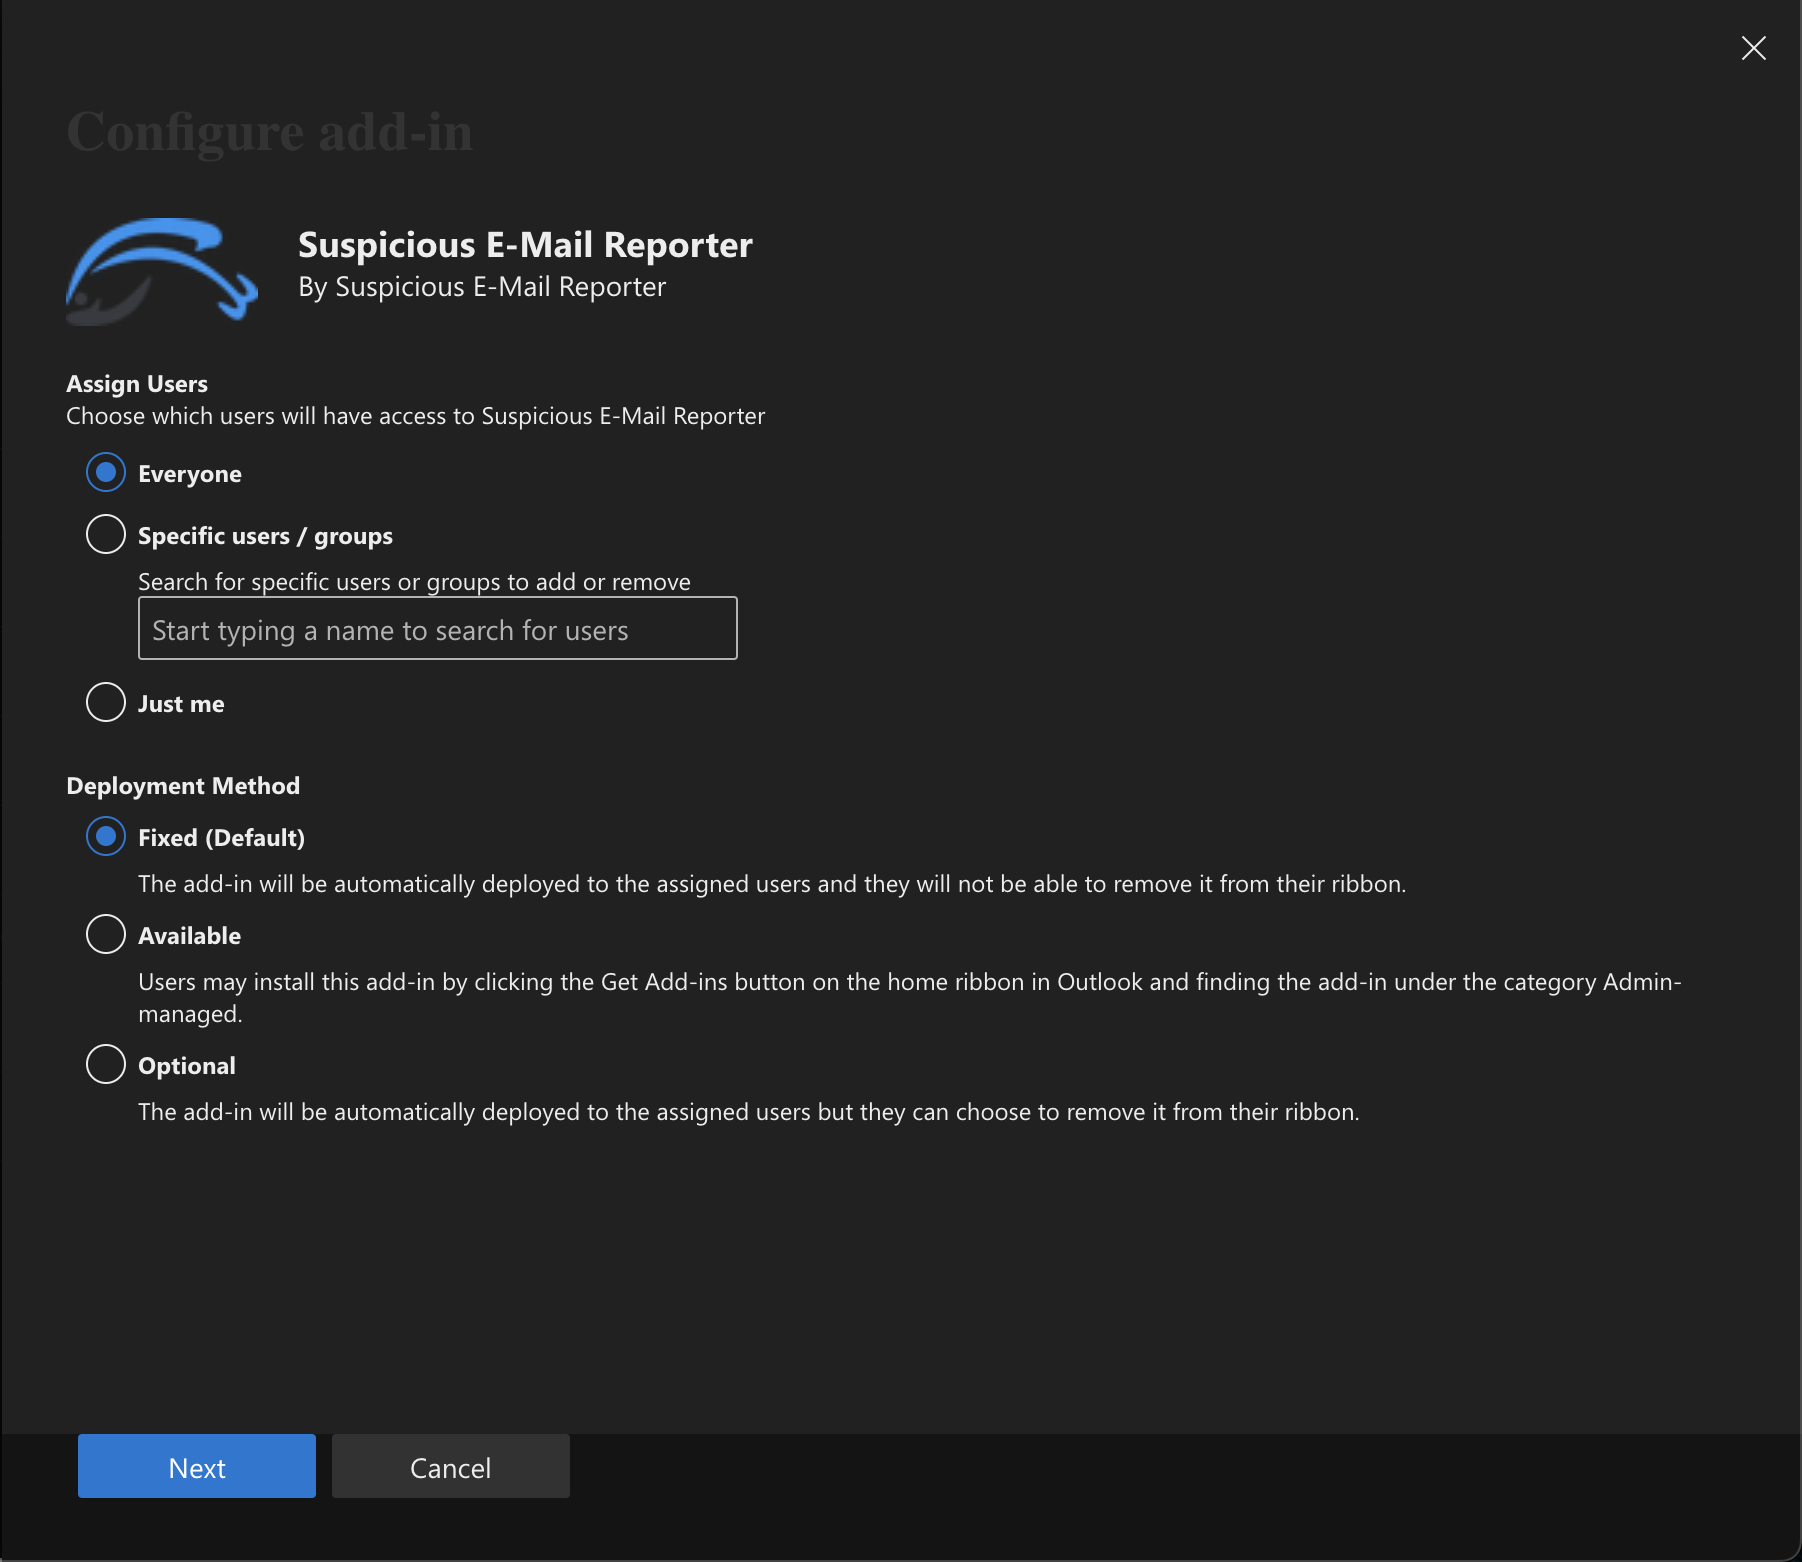 Configure add-in
Suspicious E-Mail Reporter
By Suspicious E-Mail Reporter
Assign Users
Choose which users will have access to Suspicious E-Mail Reporter
Everyone
Specific users / groups
Search for specific users or groups to add or remove
Start typing a name to search for users
Just me
Deployment Method
Fixed (Default)
The add-in will be automatically deployed to the assigned users and they will not be able to remove it from their ribbon.
Available
Users may install this add-in by clicking the Get Add-ins button on the home ribbon in Outlook and finding the add-in under the category Admin-
managed.
Optional
The add-in will be automatically deployed to the assigned users but they can choose to remove it from their ribbon.
Next
Cancel